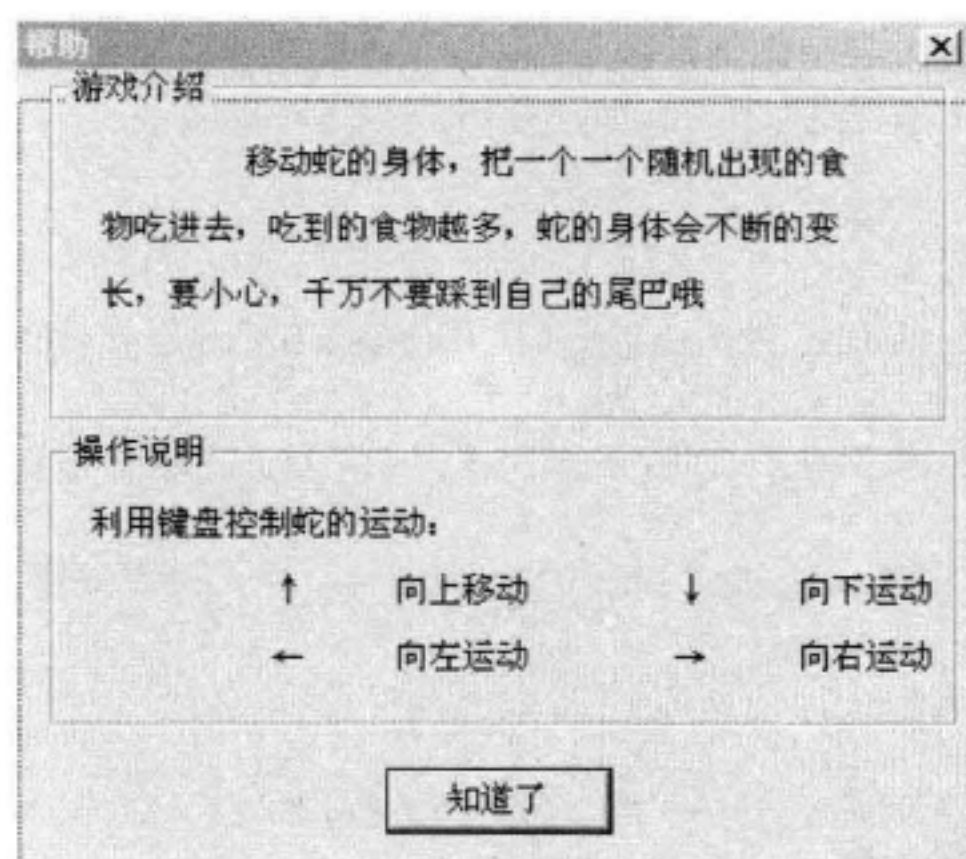 帮助
游戏介绍
移动蛇的身体，把一个一个随机出现的食
物吃进去，吃到的食物越多，蛇的身体会不断的变
长，要小心，千万不要踩到自己的尾巴哦
操作说明
利用键盘控制蛇的运动：
↑ 向上移动 ↓ 向下运动
← 向左运动 → 向右运动
知道了